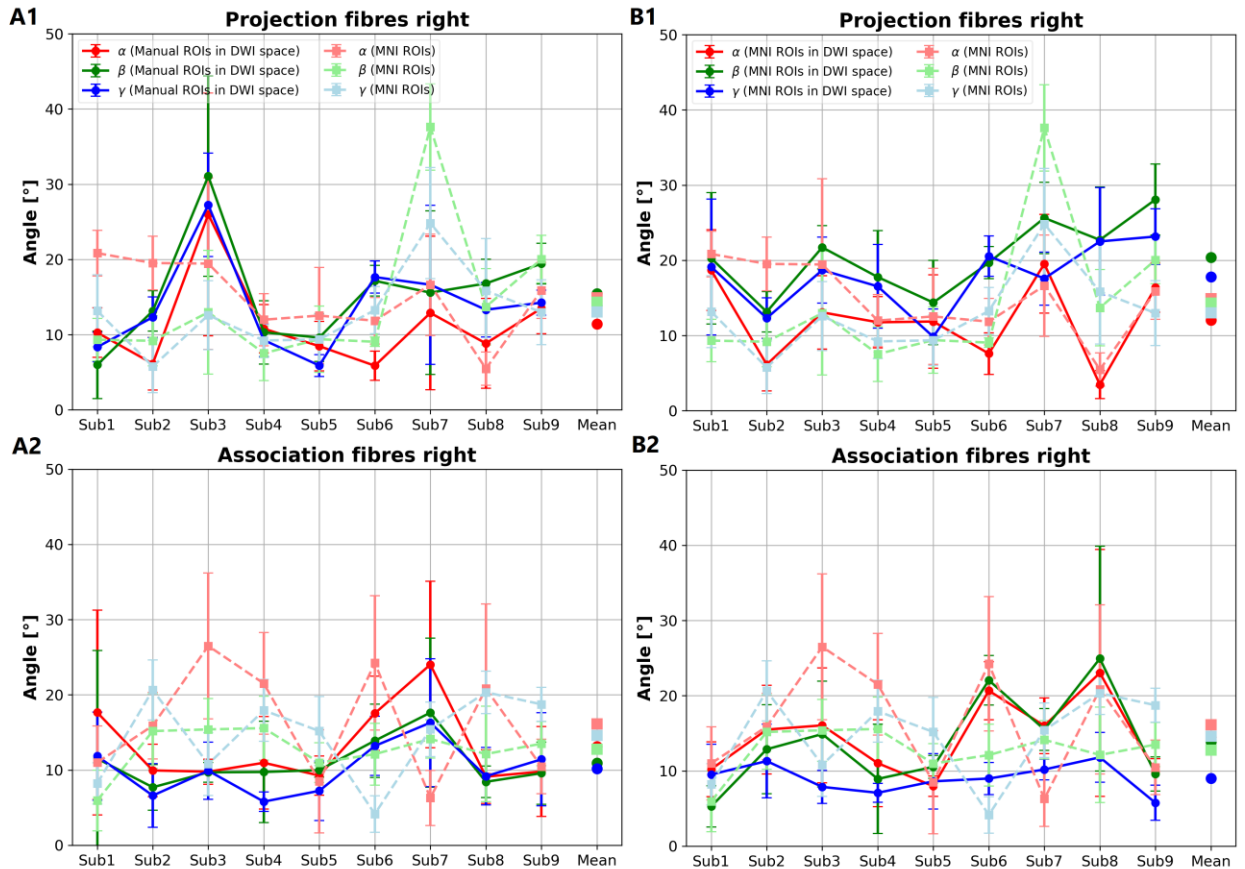 A1
Projection fibres right
50
40
30
20
10
0
Angle [°]
α (Manual ROIs in DWI space)
β (Manual ROIs in DWI space)
γ (Manual ROIs in DWI space)
α (MNI ROIs)
β (MNI ROIs)
γ (MNI ROIs)
Sub1 Sub2 Sub3 Sub4 Sub5 Sub6 Sub7 Sub8 Sub9 Mean
B1
Projection fibres right
50
40
30
20
10
0
Angle [°]
α (MNI ROIs in DWI space)
β (MNI ROIs in DWI space)
γ (MNI ROIs in DWI space)
α (MNI ROIs)
β (MNI ROIs)
γ (MNI ROIs)
Sub1 Sub2 Sub3 Sub4 Sub5 Sub6 Sub7 Sub8 Sub9 Mean
A2
Association fibres right
50
40
30
20
10
0
Angle [°]
Sub1 Sub2 Sub3 Sub4 Sub5 Sub6 Sub7 Sub8 Sub9 Mean
B2
Association fibres right
50
40
30
20
10
0
Angle [°]
Sub1 Sub2 Sub3 Sub4 Sub5 Sub6 Sub7 Sub8 Sub9 Mean